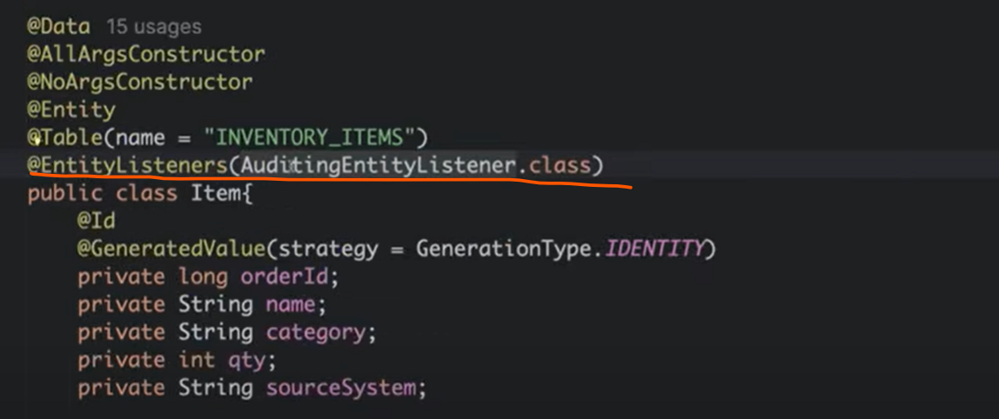 @Data 15 usages
@AllArgsConstructor
@NoArgsConstructor
@Entity
@Table(name = "INVENTORY_ITEMS")
@EntityListeners(AuditingEntityListener.class)
public class Item{
@Id
@GeneratedValue(strategy = GenerationType.IDENTITY)
private long orderId;
private String name;
private String category;
private int qty;
private String sourceSystem;